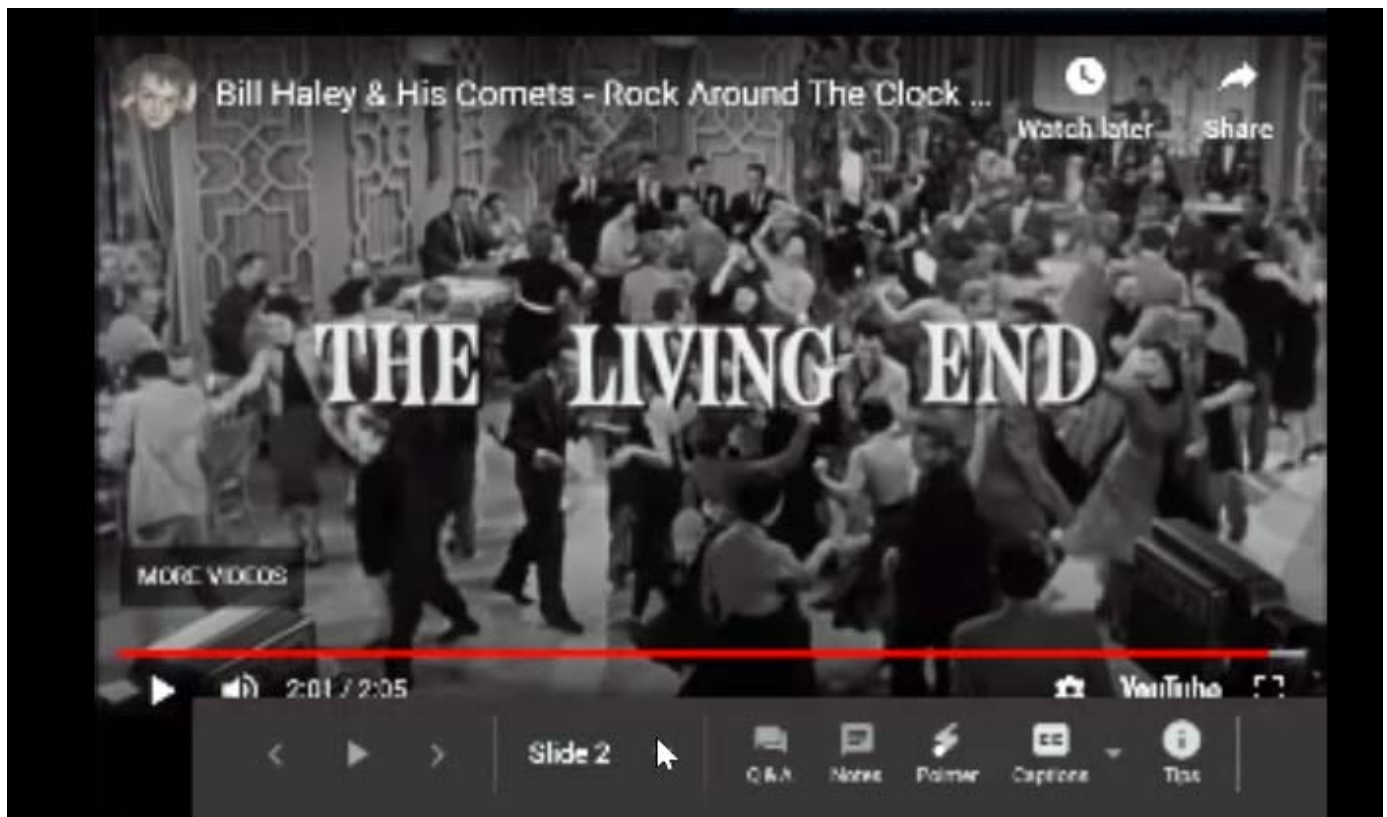 Bill Haley & His Comets - Rock Around The Clock ...
Watch later
Share
THE LIVING END
MORE VIDEOS
2:01 / 2:05
YouTube
Slide 2
Q&A
Notes
Pointer
Captions
Tips